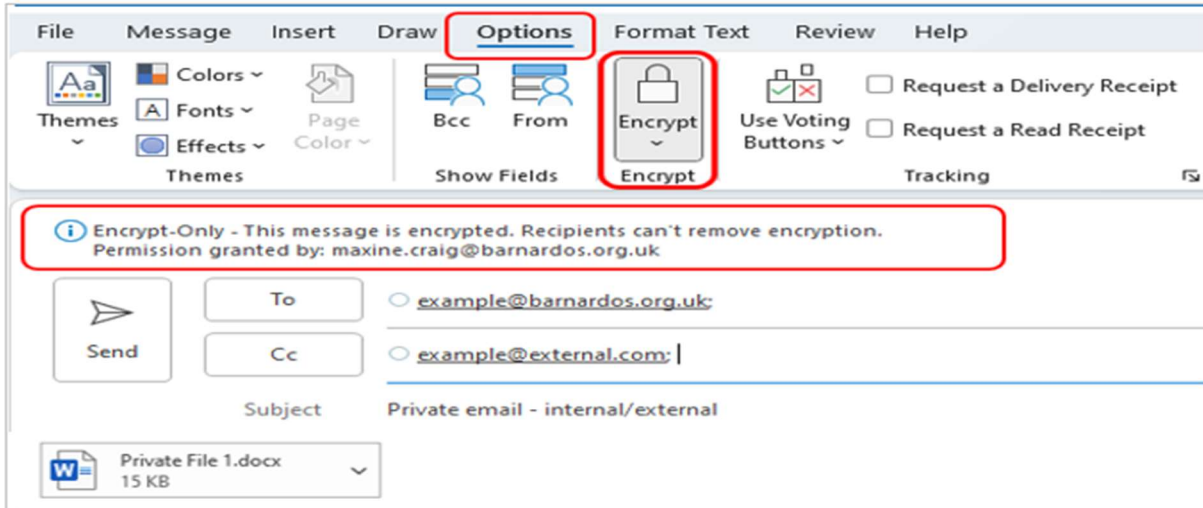 File Message Insert Draw Options Format Text Review Help
Themes
Colors
Fonts
Effects
Page
Color
Themes
Bcc
From
Show Fields
Encrypt
Encrypt
Use Voting
Buttons
Request a Delivery Receipt
Request a Read Receipt
Tracking
Encrypt-Only - This message is encrypted. Recipients can't remove encryption.
Permission granted by: maxine.craig@barnardos.org.uk
Send
To
example@barnardos.org.uk;
Cc
example@external.com;
Subject
Private email - internal/external
Private File 1.docx
15 KB